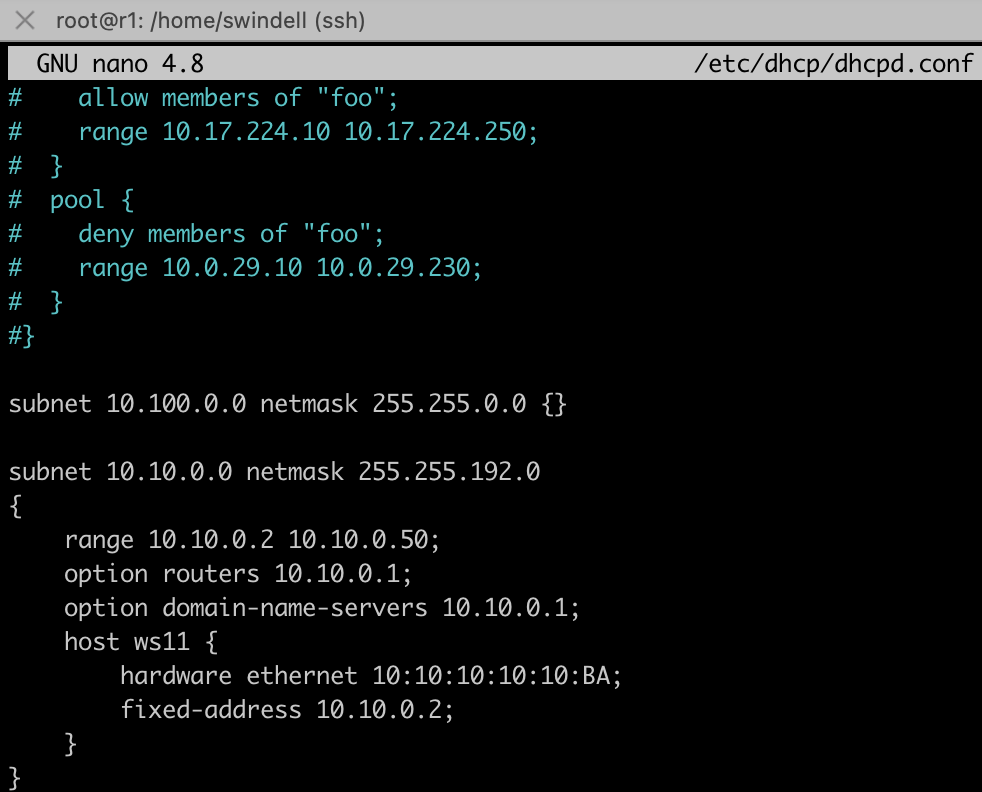 root@r1: /home/swindell (ssh)
GNU nano 4.8 /etc/dhcp/dhcpd.conf
#    allow members of "foo";
#    range 10.17.224.10 10.17.224.250;
#  }
#  pool {
#    deny members of "foo";
#    range 10.0.29.10 10.0.29.230;
#  }
#}
subnet 10.100.0.0 netmask 255.255.0.0 {}
subnet 10.10.0.0 netmask 255.255.192.0
{
    range 10.10.0.2 10.10.0.50;
    option routers 10.10.0.1;
    option domain-name-servers 10.10.0.1;
    host ws11 {
        hardware ethernet 10:10:10:10:10:BA;
        fixed-address 10.10.0.2;
    }
}